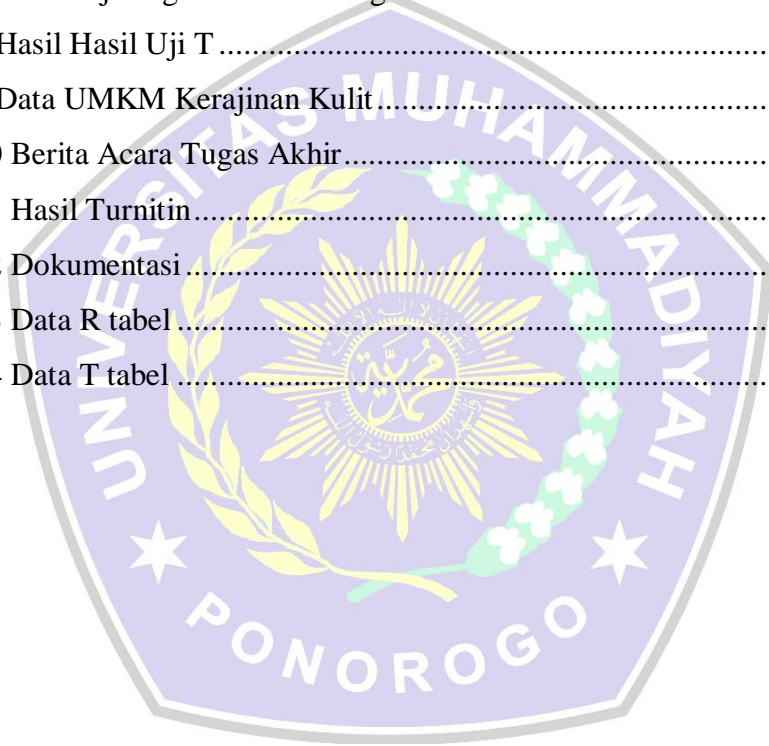 Hasil Hasil Uji T ........................................................................
Data UMKM Kerajinan Kulit ........................................................................
Berita Acara Tugas Akhir ........................................................................
Hasil Turnitin ........................................................................
Dokumentasi ........................................................................
Data R tabel ........................................................................
Data T tabel ........................................................................
UNIVERSITAS MUHAMMADIYAH
PONOROGO